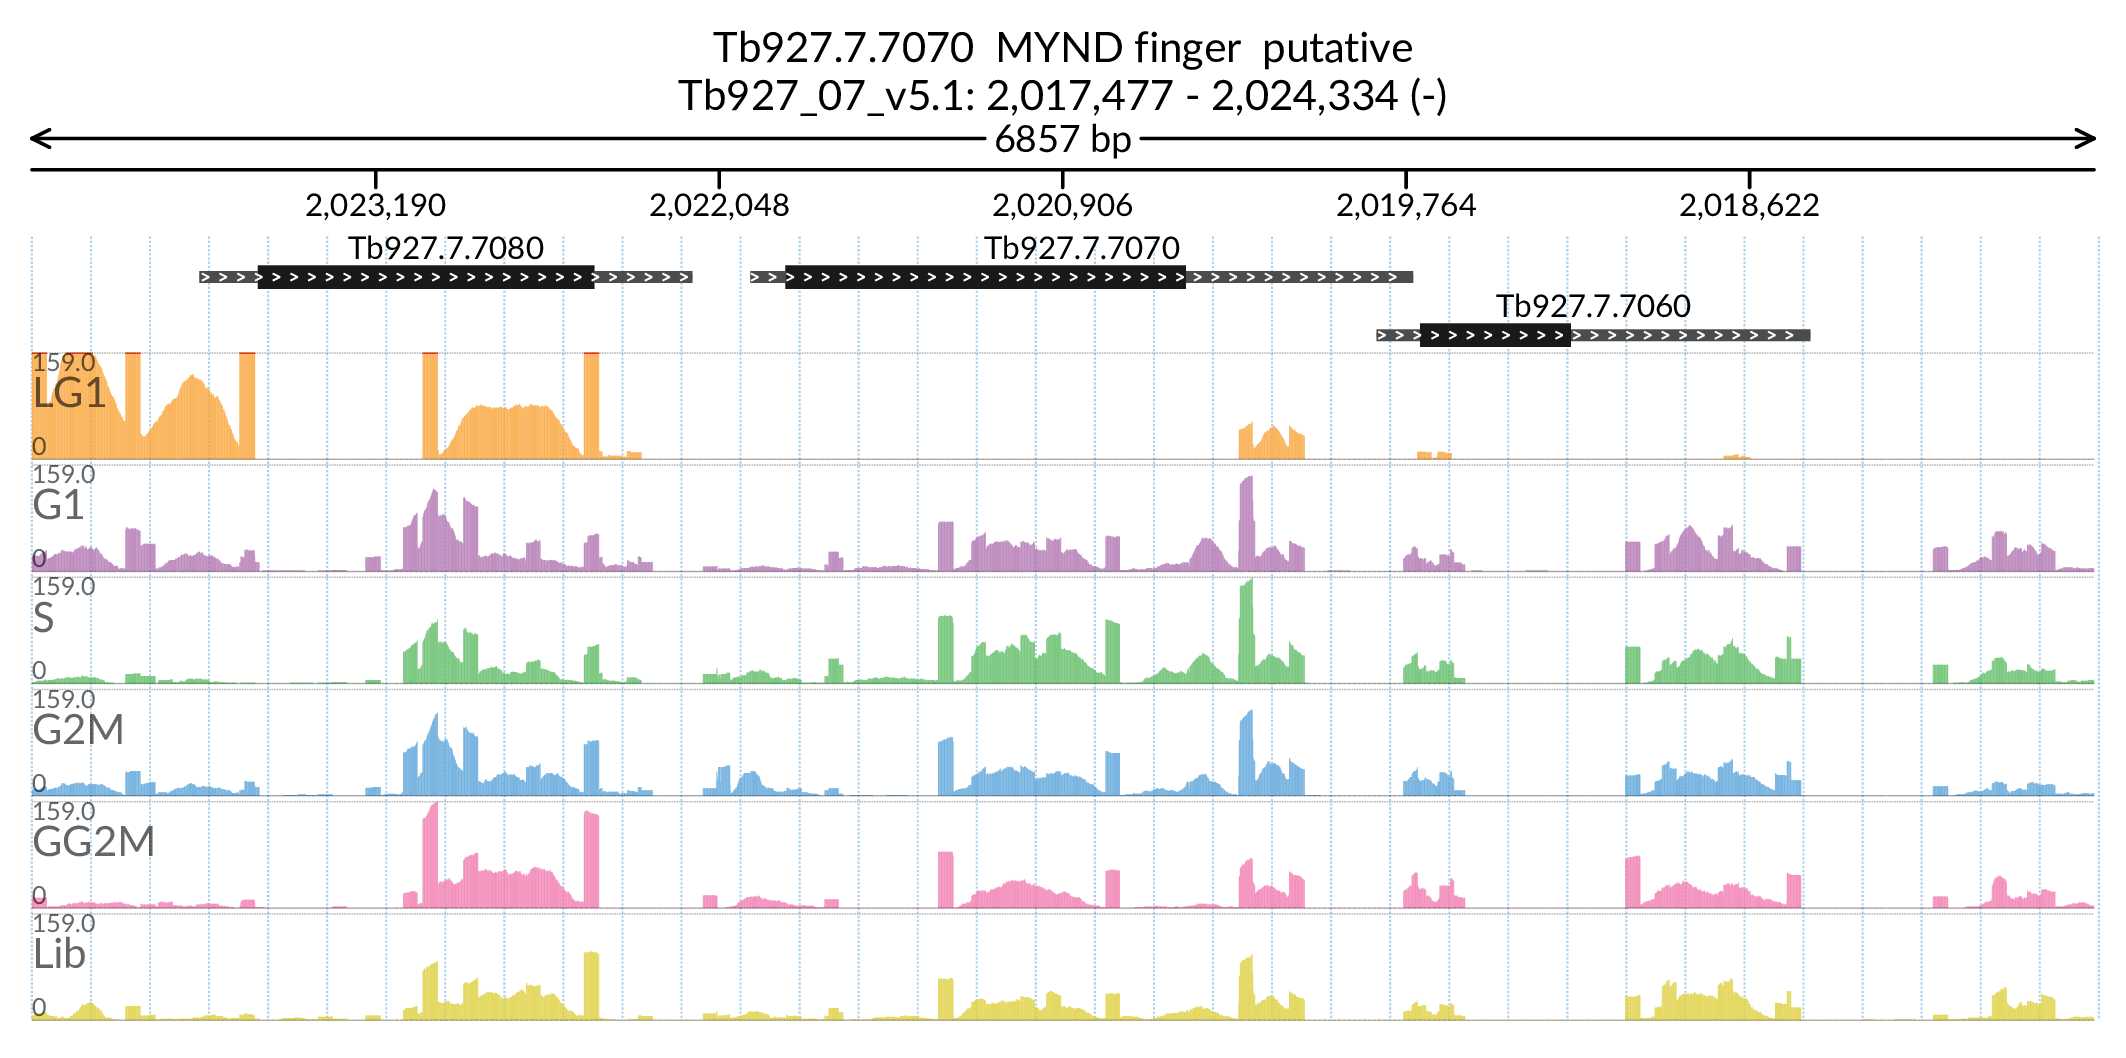 Tb927.7.7070  MYND finger  putative
Tb927_07_v5.1: 2,017,477 - 2,024,334 (-)
6857 bp
2,023,190 2,022,048 2,020,906 2,019,764 2,018,622
Tb927.7.7080 Tb927.7.7070
Tb927.7.7060
159.0
LG1
0
159.0
G1
0
159.0
S
0
159.0
G2M
0
159.0
GG2M
0
159.0
Lib
0